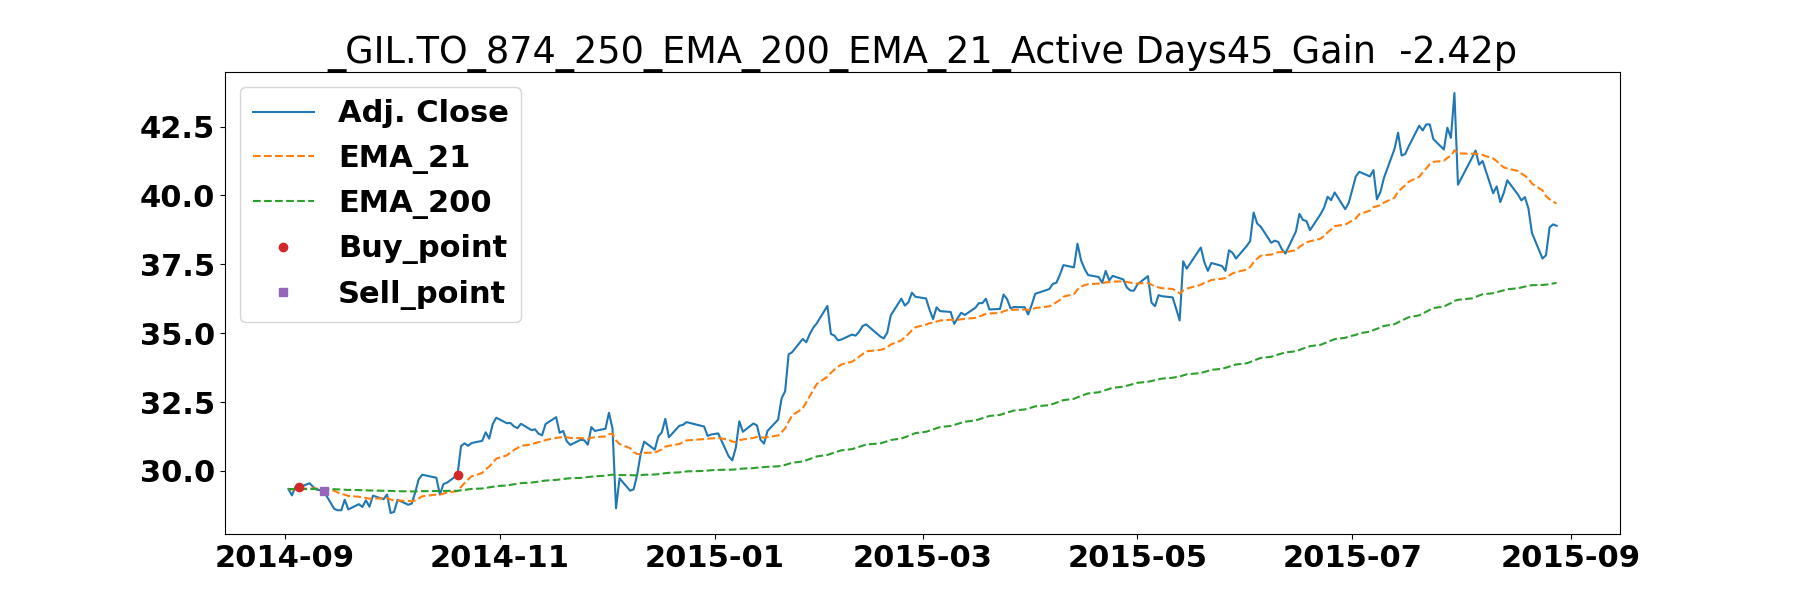 _GIL.TO_874_250_EMA_200_EMA_21_Active Days45_Gain  -2.42p
Adj. Close
EMA_21
EMA_200
Buy_point
Sell_point
42.5
40.0
37.5
35.0
32.5
30.0
2014-09 2014-11 2015-01 2015-03 2015-05 2015-07 2015-09